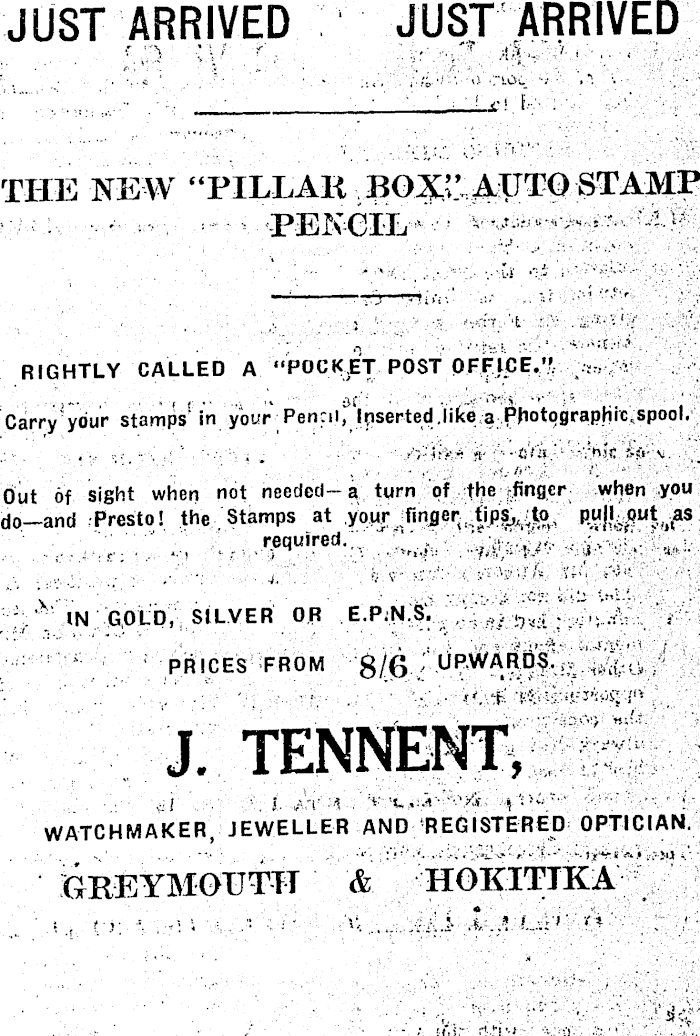 JUST ARRIVED JUST ARRIVED
THE NEW "PILLAR BOX" AUTO STAMP
PENCIL
RIGHTLY CALLED A "POCKET POST OFFICE."
Carry your stamps in your Pencil, Inserted like a Photographic spool.
Out of sight when not needed—a turn of the finger when you
do—and Presto! the Stamps at your finger tips, to pull out as
required.
IN GOLD, SILVER OR E.P.N.S.
PRICES FROM 8/6 UPWARDS.
J. TENNENT,
WATCHMAKER, JEWELLER AND REGISTERED OPTICIAN.
GREYMOUTH & HOKITIKA